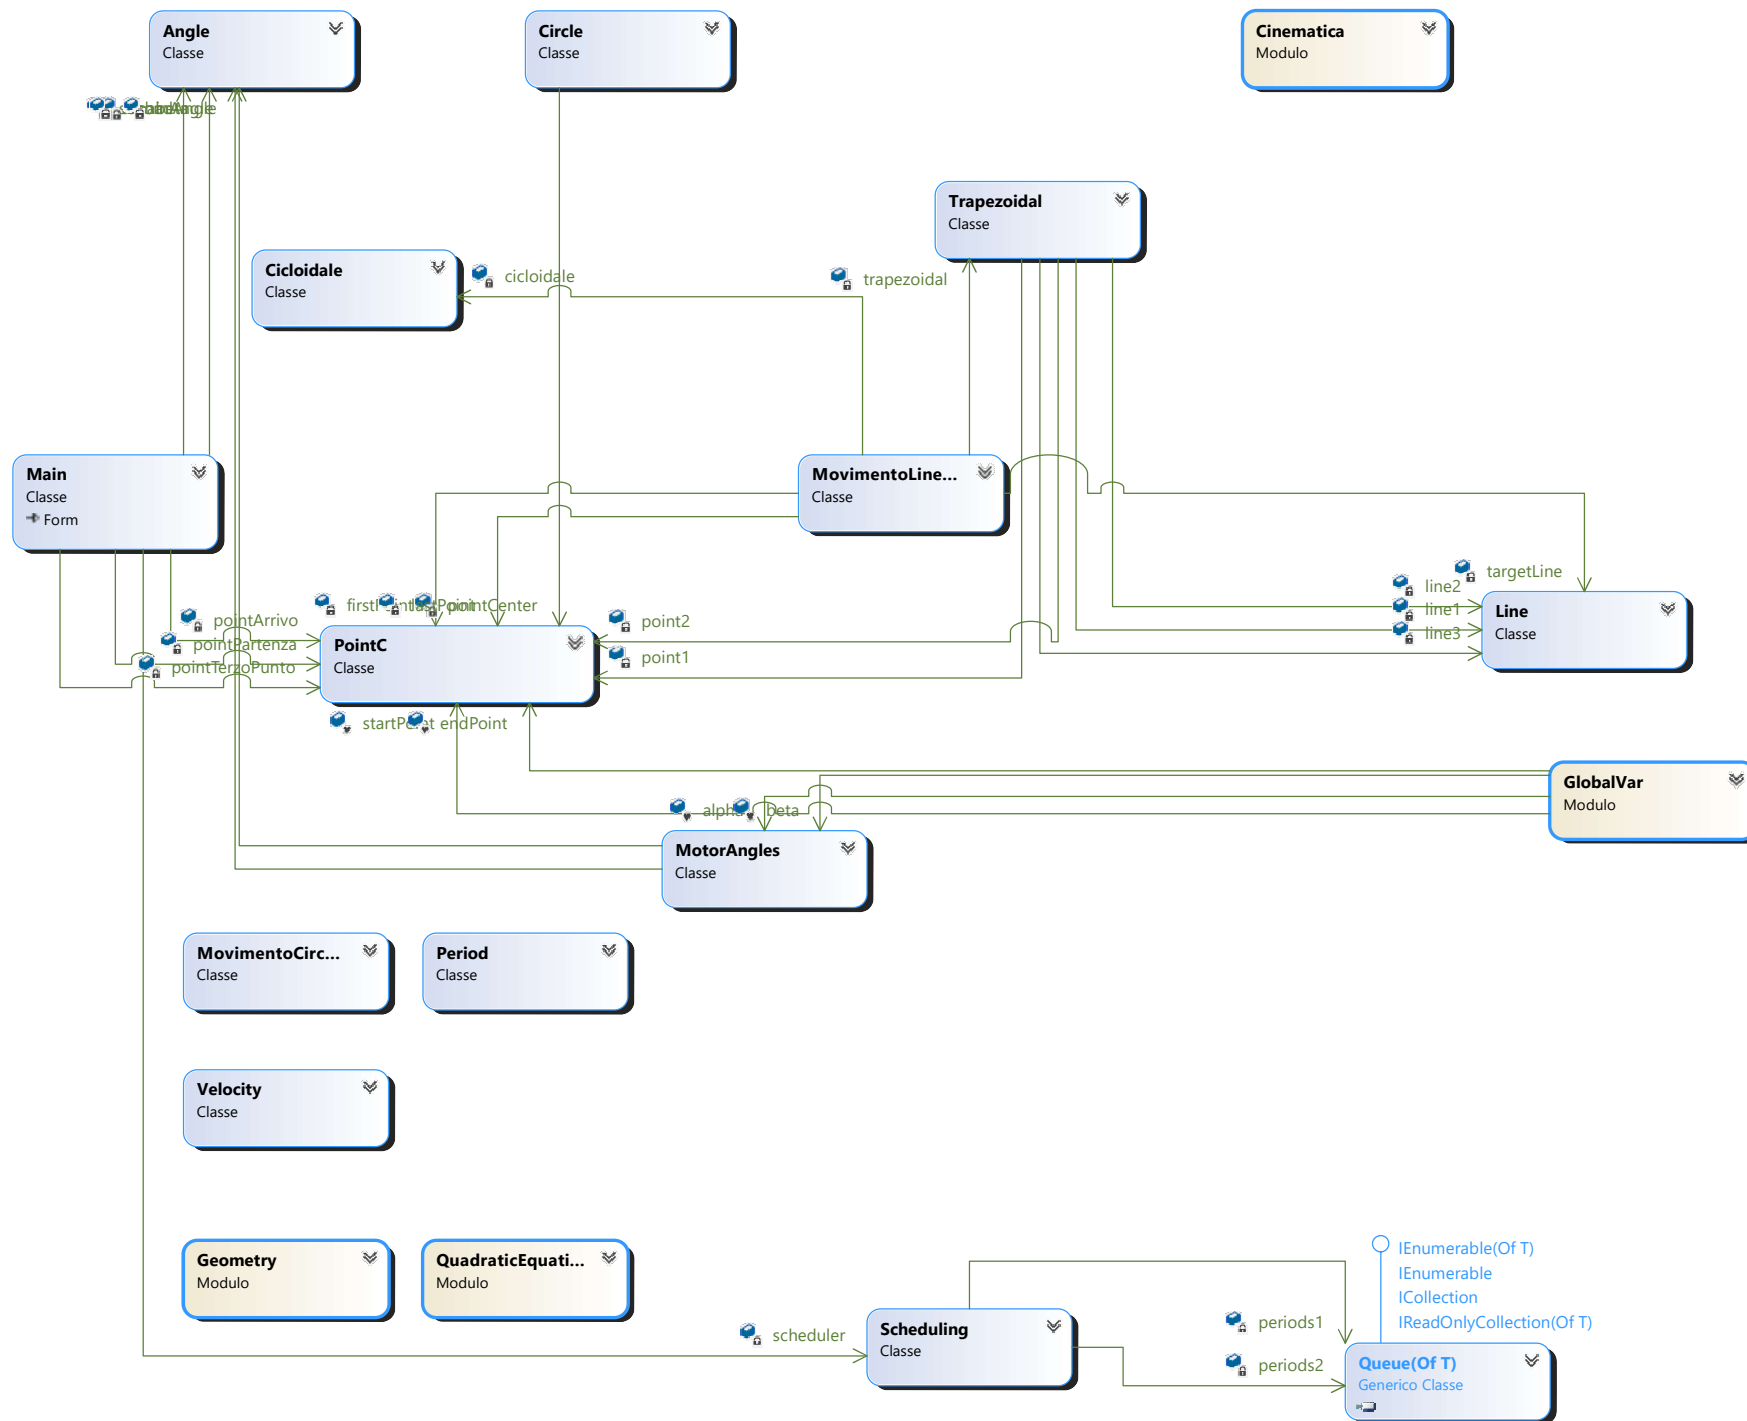 Angle
Classe
Circle
Classe
Cinematica
Modulo
Trapezoidal
Classe
Cicloidale
Classe
cicloidale
trapezoidal
Main
Classe
Form
MovimentoLine...
Classe
targetLine
line2
line1
line3
Line
Classe
pointCenter
pointArrivo
pointPartenza
pointTerzoPunto
PointC
Classe
point2
point1
endPoint
GlobalVar
Modulo
alpha
beta
MotorAngles
Classe
MovimentoCirc...
Classe
Period
Classe
Velocity
Classe
Geometry
Modulo
QuadraticEquati...
Modulo
IEnumerable(Of T)
IEnumerable
ICollection
IReadOnlyCollection(Of T)
scheduler
Scheduling
Classe
periods1
periods2
Queue(Of T)
Generico Classe